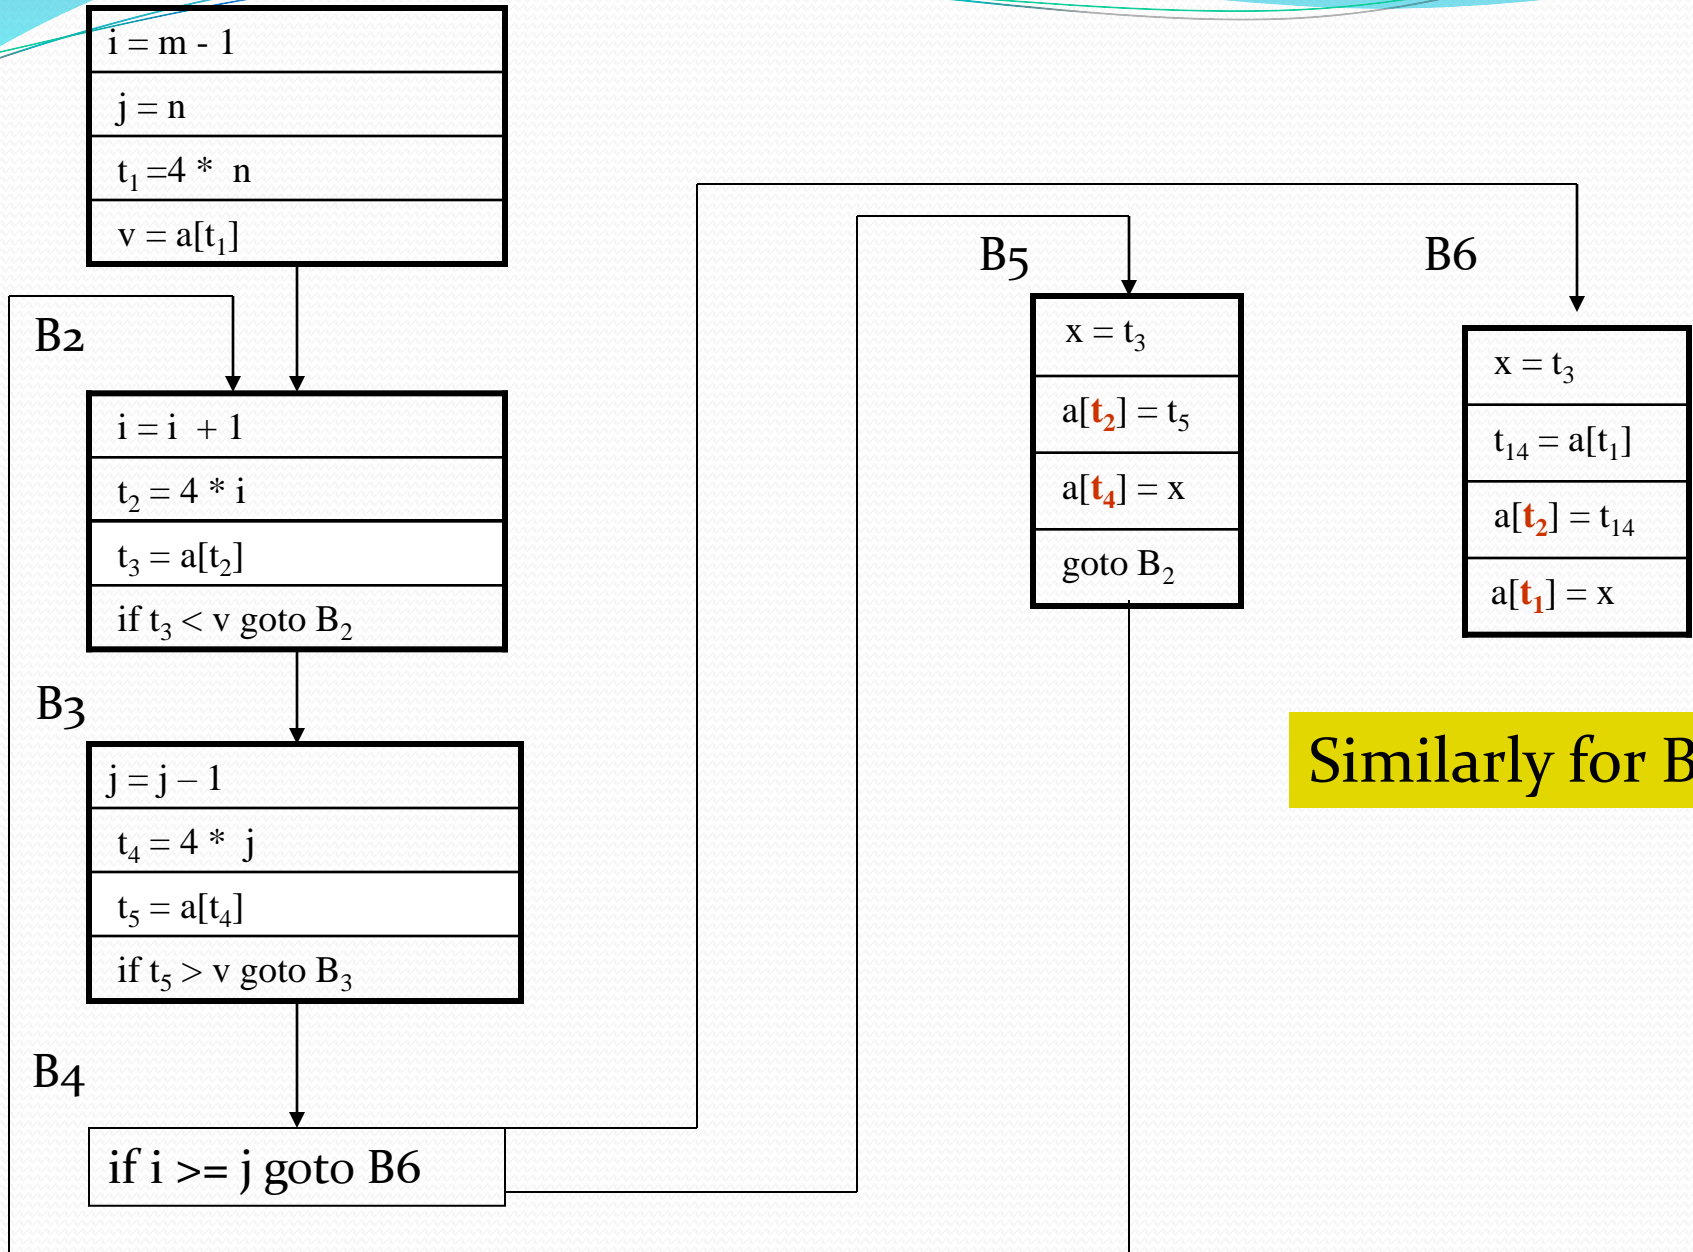 i = m - 1
j = n
t₁ =4 * n
v = a[t₁]
B2
i = i + 1
t₂ = 4 * i
t₃ = a[t₂]
if t₃ < v goto B₂
B3
j = j – 1
t₄ = 4 * j
t₅ = a[t₄]
if t₅ > v goto B₃
B4
if i >= j goto B6
B5
x = t₃
a[t₂] = t₅
a[t₄] = x
goto B₂
B6
x = t₃
t₁₄ = a[t₁]
a[t₂] = t₁₄
a[t₁] = x
Similarly for B